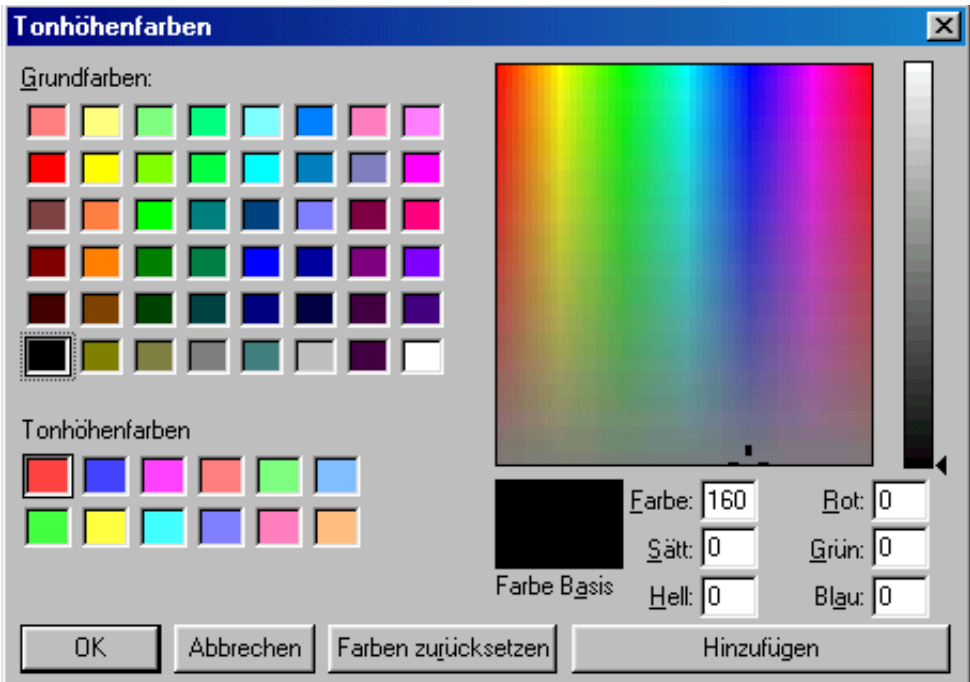 Tonhöhenfarben
Grundfarben:
Tonhöhenfarben
Farbe: 160
Rot: 0
Sätt: 0
Grün: 0
Farbe Basis
Hell: 0
Blau: 0
OK
Abbrechen
Farben zurücksetzen
Hinzufügen